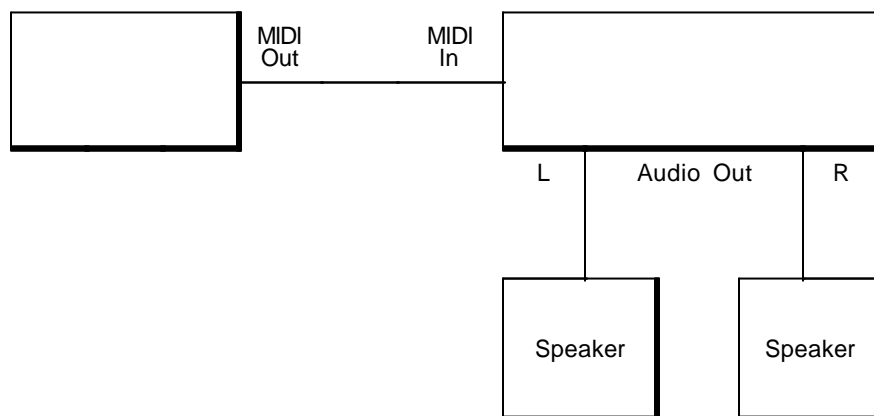 MIDI
Out
MIDI
In
L Audio Out R
Speaker Speaker